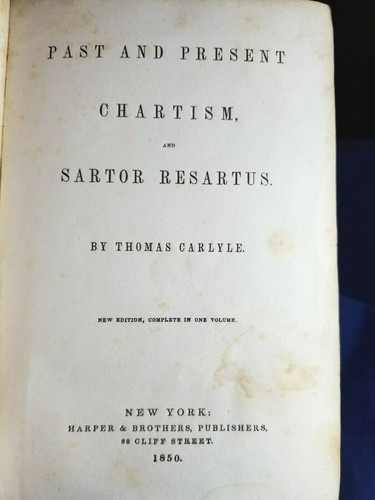 PAST AND PRESENT
CHARTISM,
AND
SARTOR RESARTUS.
BY THOMAS CARLYLE.
NEW EDITION, COMPLETE IN ONE VOLUME.
NEW YORK:
HARPER & BROTHERS, PUBLISHERS,
82 CLIFF STREET.
1850.